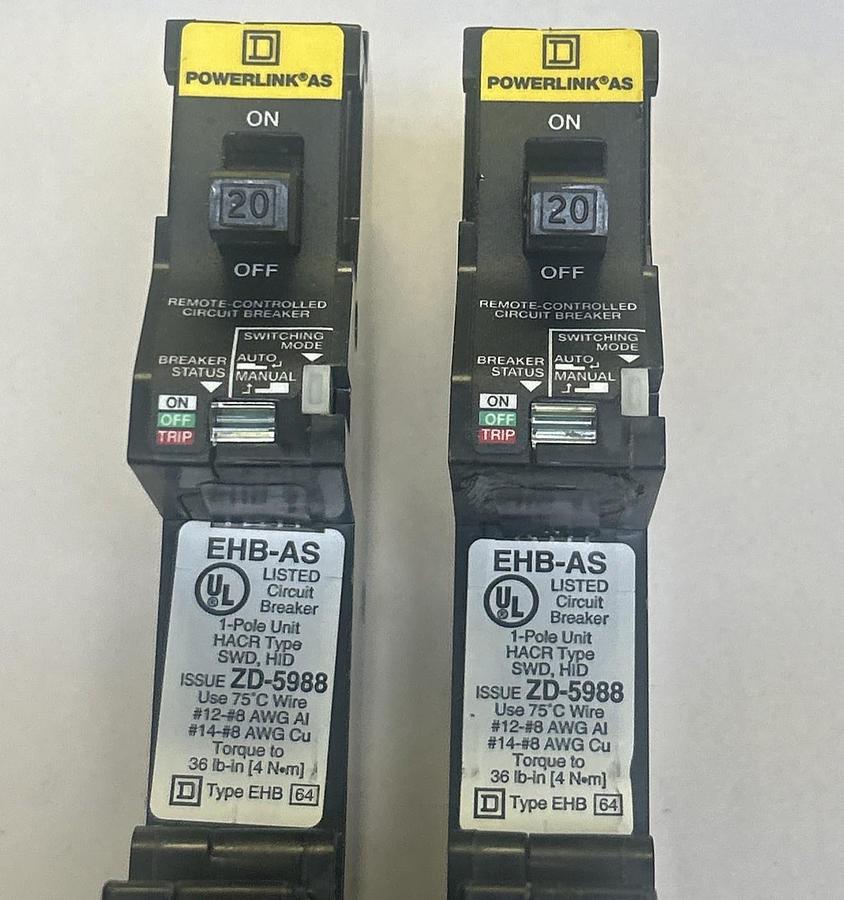 D
POWERLINK®AS
ON
20
OFF
REMOTE-CONTROLLED
CIRCUIT BREAKER
SWITCHING
MODE
BREAKER
STATUS
AUTO
MANUAL
ON
OFF
TRIP
EHB-AS
UL®
LISTED
Circuit
Breaker
1-Pole Unit
HACR Type
SWD, HID
ISSUE ZD-5988
Use 75°C Wire
#12-#8 AWG Al
#14-#8 AWG Cu
Torque to
36 lb-in [4 N•m]
D Type EHB 64
D
POWERLINK®AS
ON
20
OFF
REMOTE-CONTROLLED
CIRCUIT BREAKER
SWITCHING
MODE
BREAKER
STATUS
AUTO
MANUAL
ON
OFF
TRIP
EHB-AS
UL®
LISTED
Circuit
Breaker
1-Pole Unit
HACR Type
SWD, HID
ISSUE ZD-5988
Use 75°C Wire
#12-#8 AWG Al
#14-#8 AWG Cu
Torque to
36 lb-in [4 N•m]
D Type EHB 64